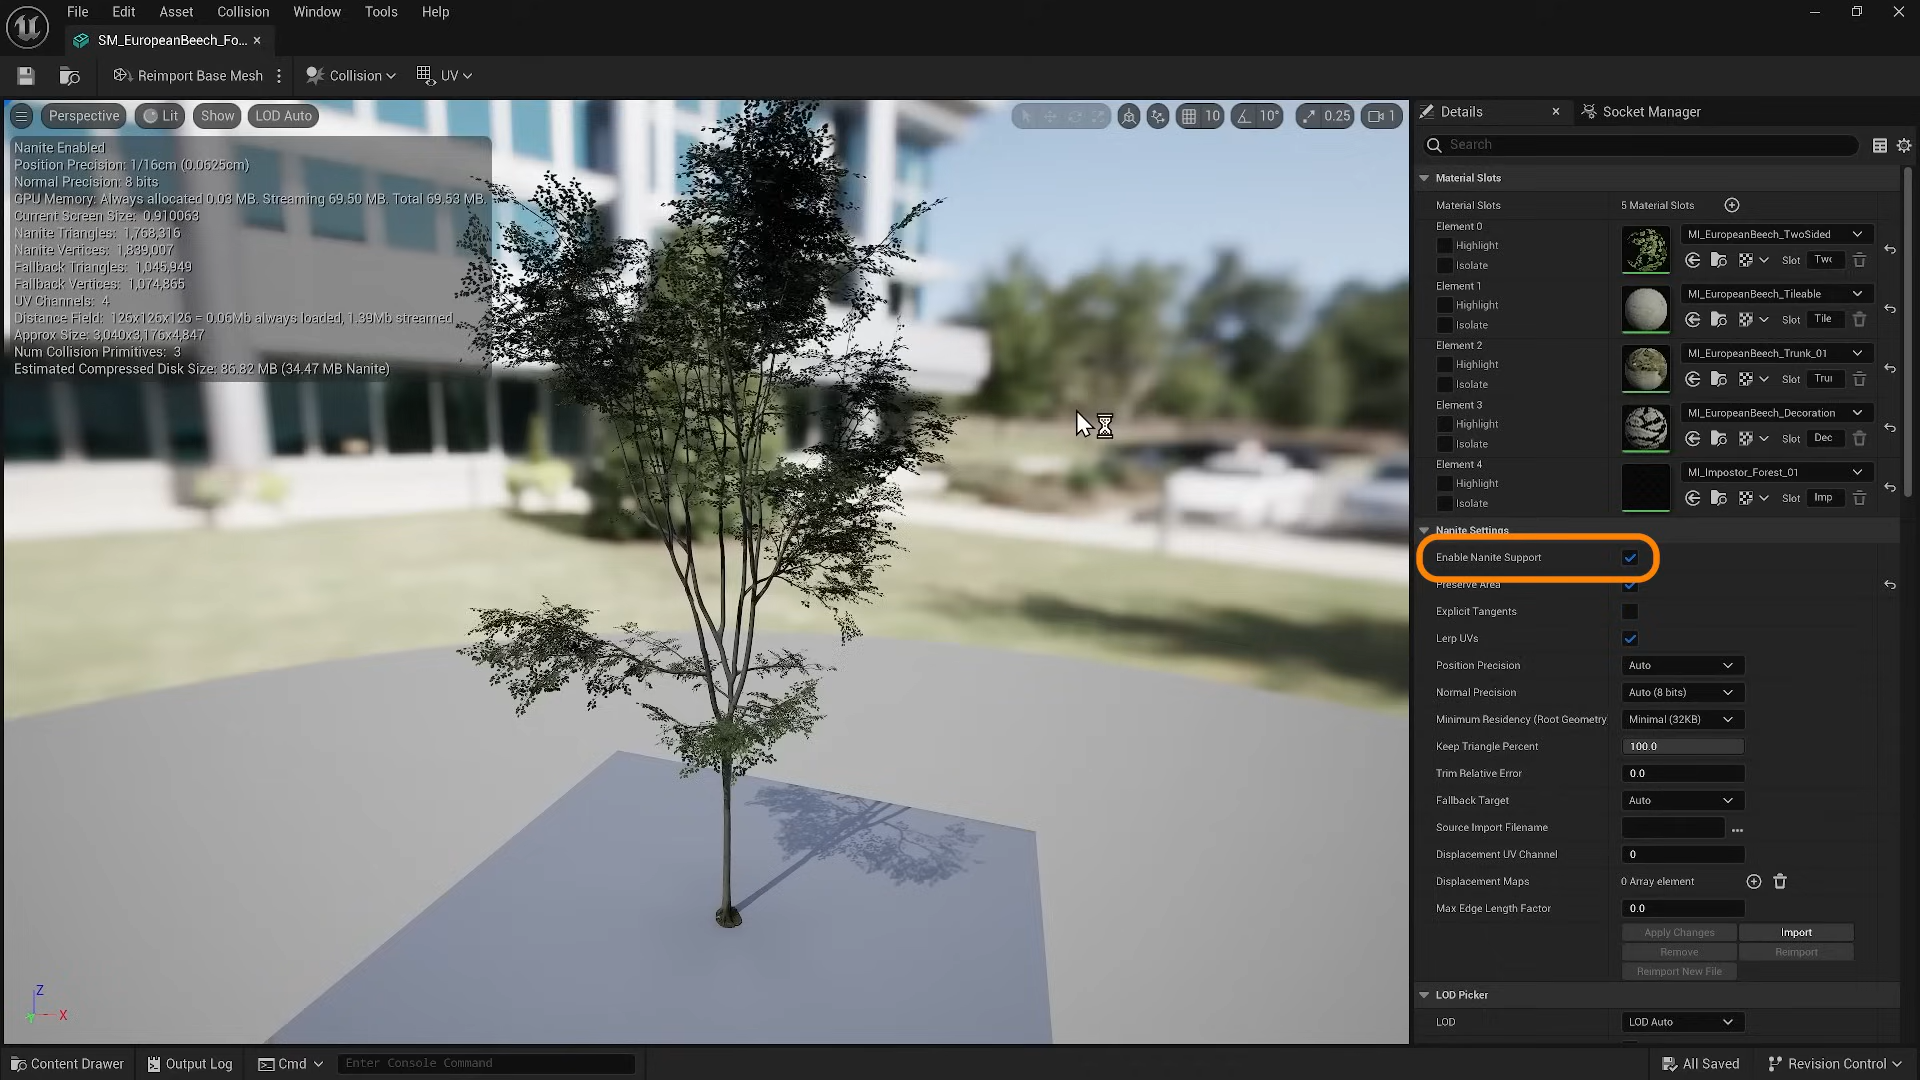 File Edit Asset Collision Window Tools Help
SM_EuropeanBeech_Fo...
Reimport Base Mesh Collision UV
Perspective Lit Show LOD Auto 10 10° 0.25 1
Nanite Enabled
Position Precision: 1/16cm (0.0625cm)
Normal Precision: 8 bits
GPU Memory: Always allocated 0.03 MB. Streaming 69.50 MB. Total 69.53 MB.
Current Screen Size: 0.910063
Nanite Triangles: 1,768,316
Nanite Vertices: 1,839,007
Fallback Triangles: 1,045,949
Fallback Vertices: 1,074,865
UV Channels: 4
Distance Field: 126x126x126 = 0.06Mb always loaded, 1.39Mb streamed
Approx Size: 3,040x3,176x4,847
Num Collision Primitives: 3
Estimated Compressed Disk Size: 86.82 MB (34.47 MB Nanite)
Z
Y X
Details Socket Manager
Search
Material Slots
Material Slots 5 Material Slots
Element 0 MI_EuropeanBeech_TwoSided
Highlight
Isolate Slot Twc
Element 1 MI_EuropeanBeech_Tileable
Highlight
Isolate Slot Tile
Element 2 MI_EuropeanBeech_Trunk_01
Highlight
Isolate Slot Trui
Element 3 MI_EuropeanBeech_Decoration
Highlight
Isolate Slot Dec
Element 4 MI_Impostor_Forest_01
Highlight
Isolate Slot Imp
Nanite Settings
Enable Nanite Support
Preserve Area
Explicit Tangents
Lerp UVs
Position Precision Auto
Normal Precision Auto (8 bits)
Minimum Residency (Root Geometry Minimal (32KB)
Keep Triangle Percent 100.0
Trim Relative Error 0.0
Fallback Target Auto
Source Import Filename ...
Displacement UV Channel 0
Displacement Maps 0 Array element
Max Edge Length Factor 0.0
Apply Changes Import
Remove Reimport
Reimport New File
LOD Picker
LOD LOD Auto
Content Drawer Output Log Cmd Enter Console Command All Saved Revision Control